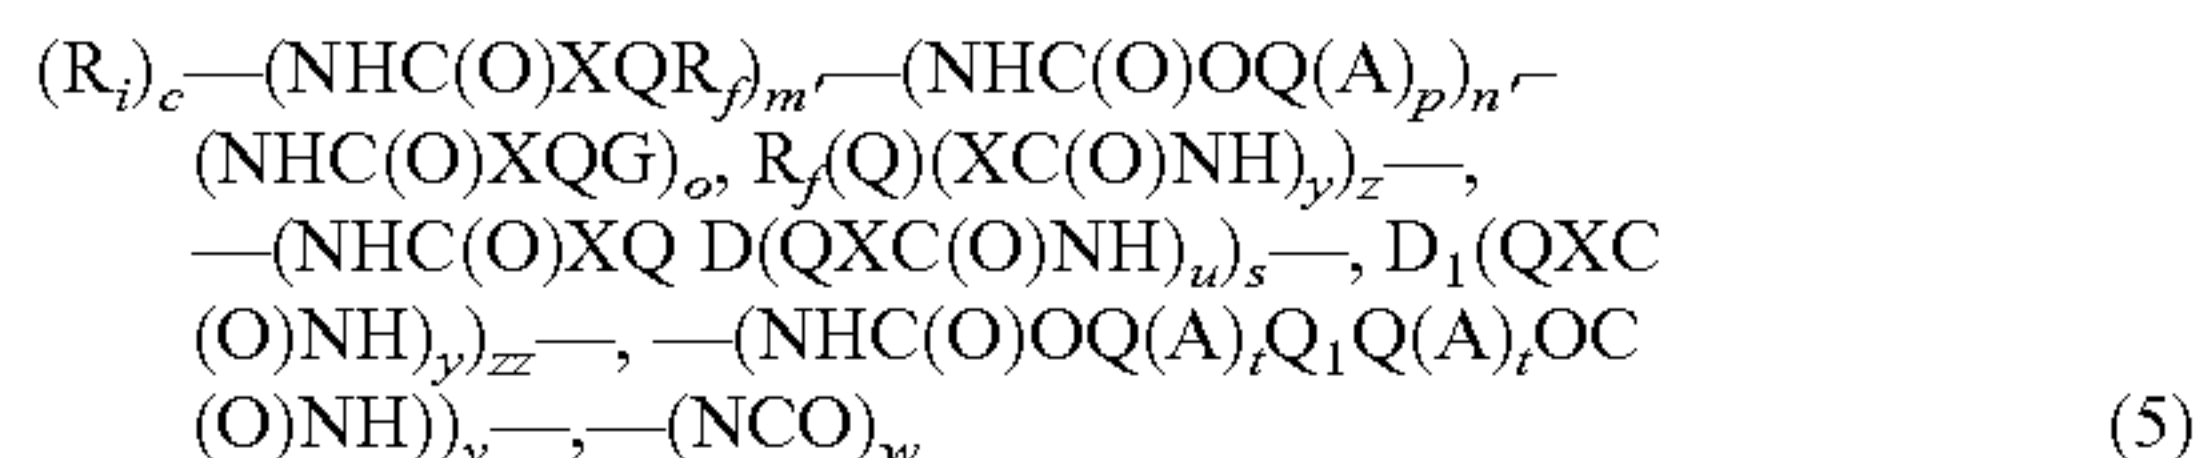 (R_i)_c—(NHC(O)XQR_f)_m'—(NHC(O)OQ(A)_p)_n'–
(NHC(O)XQG)_o, R_f(Q)(XC(O)NH)_y)_z—,
—(NHC(O)XQ D(QXC(O)NH)_u)_s—, D_1(QXC
(O)NH)_y)_zz—, —(NHC(O)OQ(A)_tQ_1Q(A)_tOC
(O)NH))_v—,—(NCO)_w (5)